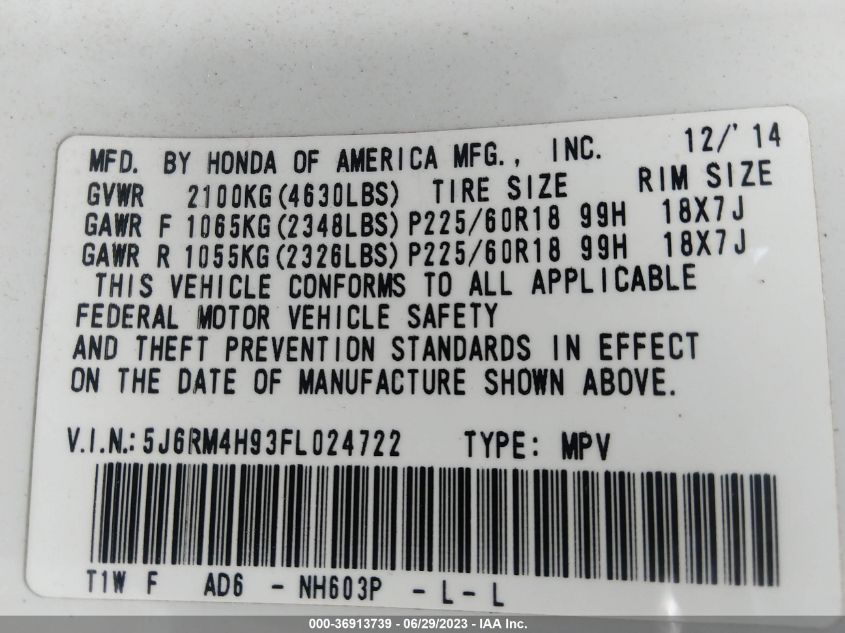 MFD. BY HONDA OF AMERICA MFG., INC. 12/'14
GVWR 2100KG(4630LBS) TIRE SIZE RIM SIZE
GAWR F 1065KG(2348LBS) P225/60R18 99H 18X7J
GAWR R 1055KG(2326LBS) P225/60R18 99H 18X7J
THIS VEHICLE CONFORMS TO ALL APPLICABLE
FEDERAL MOTOR VEHICLE SAFETY
AND THEFT PREVENTION STANDARDS IN EFFECT
ON THE DATE OF MANUFACTURE SHOWN ABOVE.
V.I.N.: 5J6RM4H93FL024722 TYPE: MPV
T1W F AD6 - NH603P - L - L
000-36913739 - 06/29/2023 - IAA Inc.